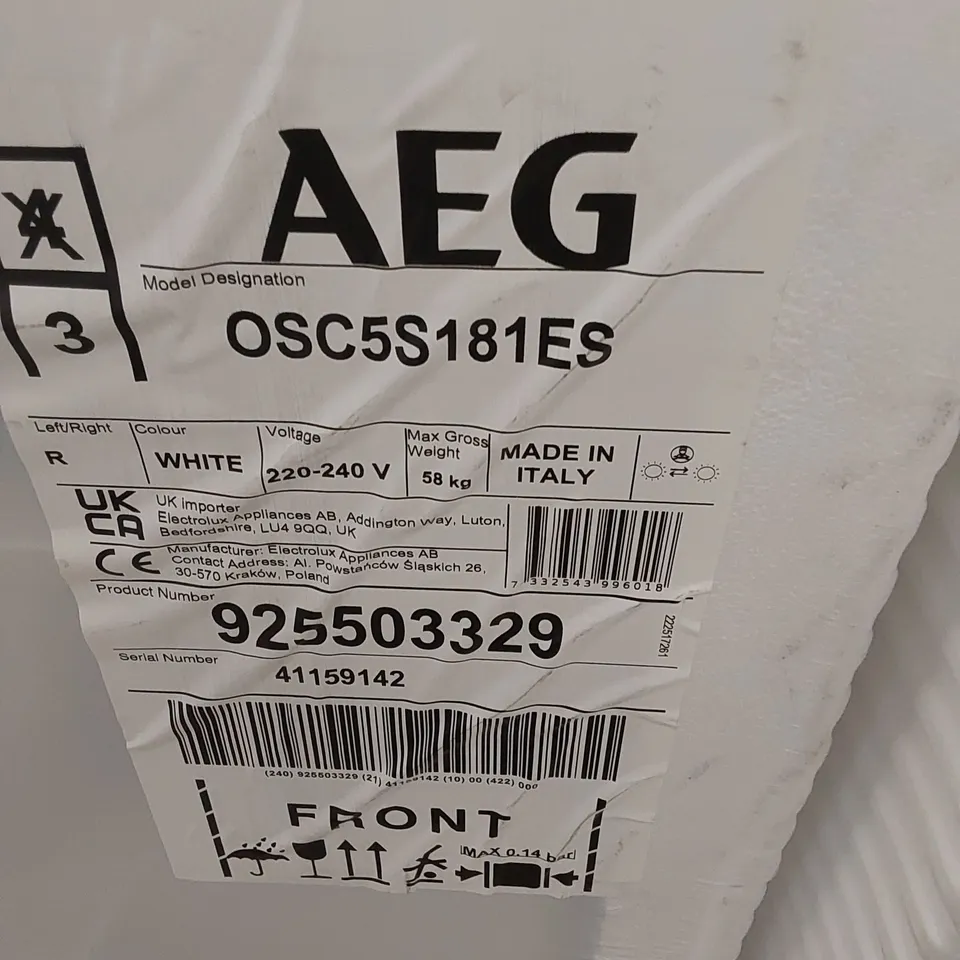 AEG
Model Designation
OSC5S181ES
3
Left/Right
R
Colour
WHITE
Voltage
220-240 V
Max Gross
Weight
58 kg
MADE IN
ITALY
UK
CA
UK importer
Electrolux Appliances AB, Addington way, Luton,
Bedfordshire, LU4 9QQ, UK
CE
Manufacturer: Electrolux Appliances AB
Contact Address: Al. Powstańców Śląskich 26,
30-570 Kraków, Poland
7 332543 996018
Product Number
925503329
222517261
Serial Number
41159142
(240) 925503329 (21) 41159142 (10) 00 (422) 000
FRONT
MAX 0.14 bar